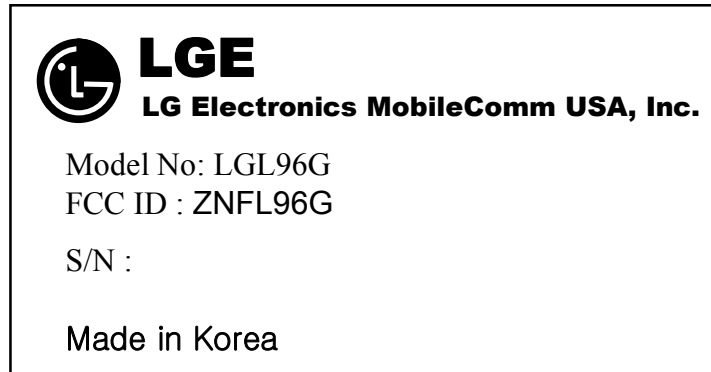 LGE
LG Electronics MobileComm USA, Inc.
Model No: LGL96G
FCC ID : ZNFL96G
S/N :
Made in Korea